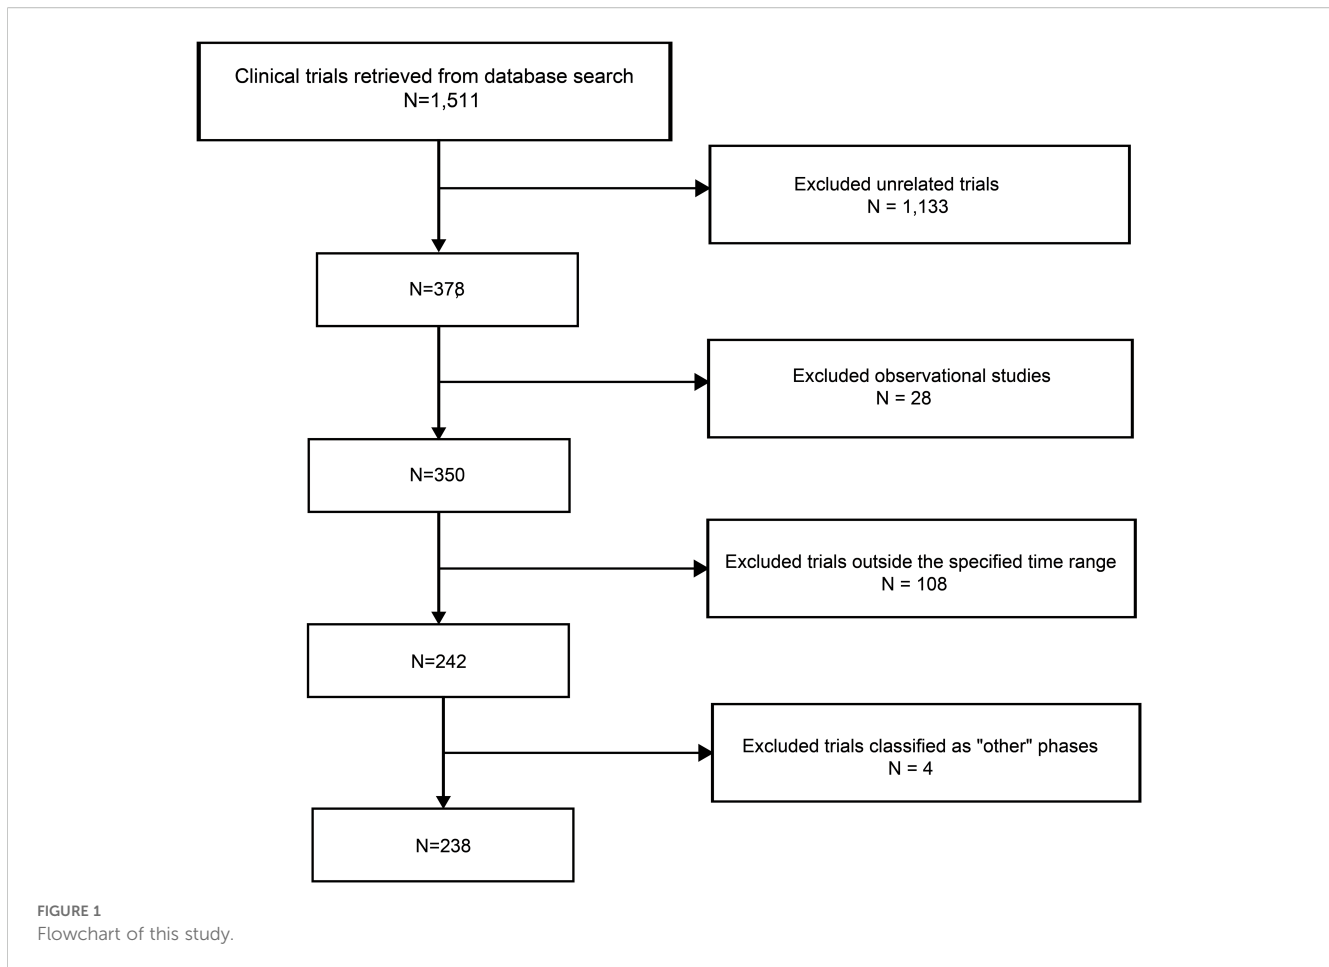 Clinical trials retrieved from database search
N=1,511
Excluded unrelated trials
N = 1,133
N=378
Excluded observational studies
N = 28
N=350
Excluded trials outside the specified time range
N = 108
N=242
Excluded trials classified as "other" phases
N = 4
N=238
FIGURE 1
Flowchart of this study.